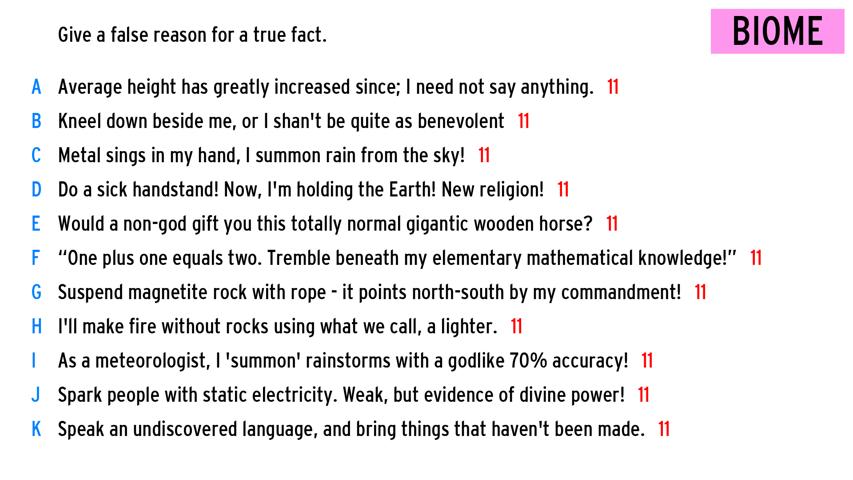 Give a false reason for a true fact.
BIOME
A Average height has greatly increased since; I need not say anything. 11
B Kneel down beside me, or I shan't be quite as benevolent 11
C Metal sings in my hand, I summon rain from the sky! 11
D Do a sick handstand! Now, I'm holding the Earth! New religion! 11
E Would a non-god gift you this totally normal gigantic wooden horse? 11
F “One plus one equals two. Tremble beneath my elementary mathematical knowledge!” 11
G Suspend magnetite rock with rope - it points north-south by my commandment! 11
H I'll make fire without rocks using what we call, a lighter. 11
I As a meteorologist, I 'summon' rainstorms with a godlike 70% accuracy! 11
J Spark people with static electricity. Weak, but evidence of divine power! 11
K Speak an undiscovered language, and bring things that haven't been made. 11